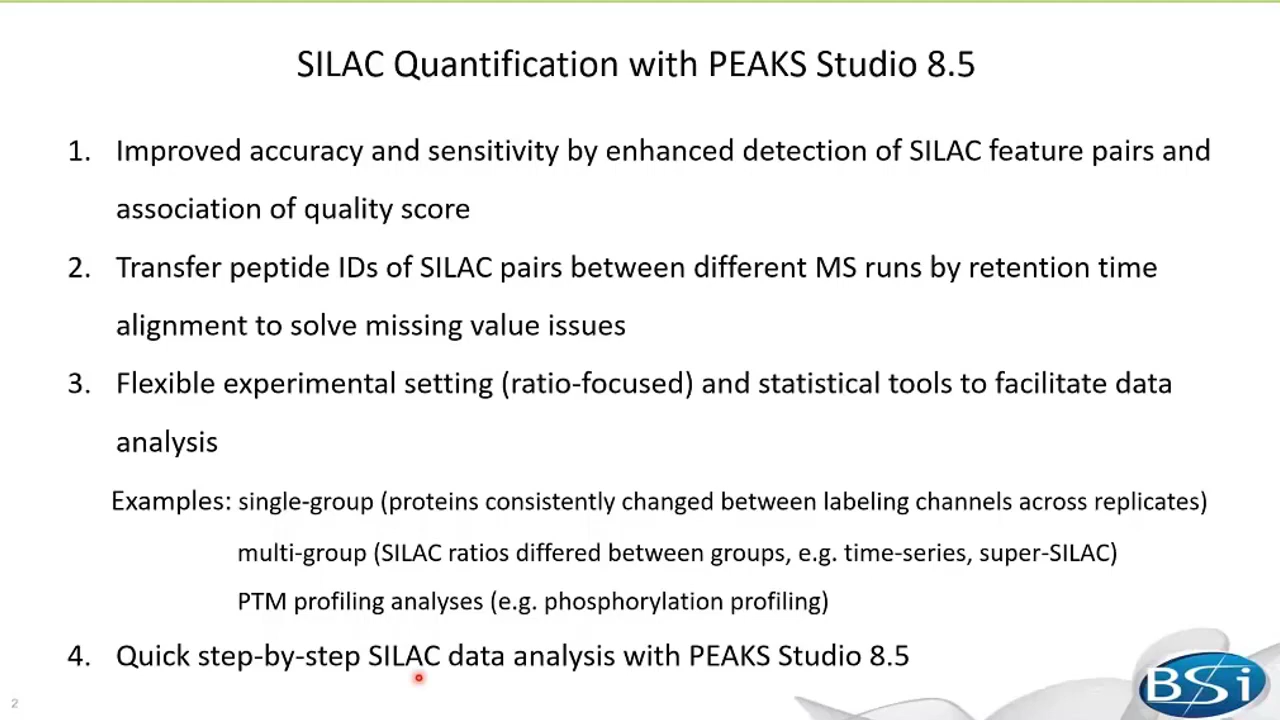 SILAC Quantification with PEAKS Studio 8.5
1. Improved accuracy and sensitivity by enhanced detection of SILAC feature pairs and
association of quality score
2. Transfer peptide IDs of SILAC pairs between different MS runs by retention time
alignment to solve missing value issues
3. Flexible experimental setting (ratio-focused) and statistical tools to facilitate data
analysis
Examples: single-group (proteins consistently changed between labeling channels across replicates)
multi-group (SILAC ratios differed between groups, e.g. time-series, super-SILAC)
PTM profiling analyses (e.g. phosphorylation profiling)
4. Quick step-by-step SILAC data analysis with PEAKS Studio 8.5
2
BSi